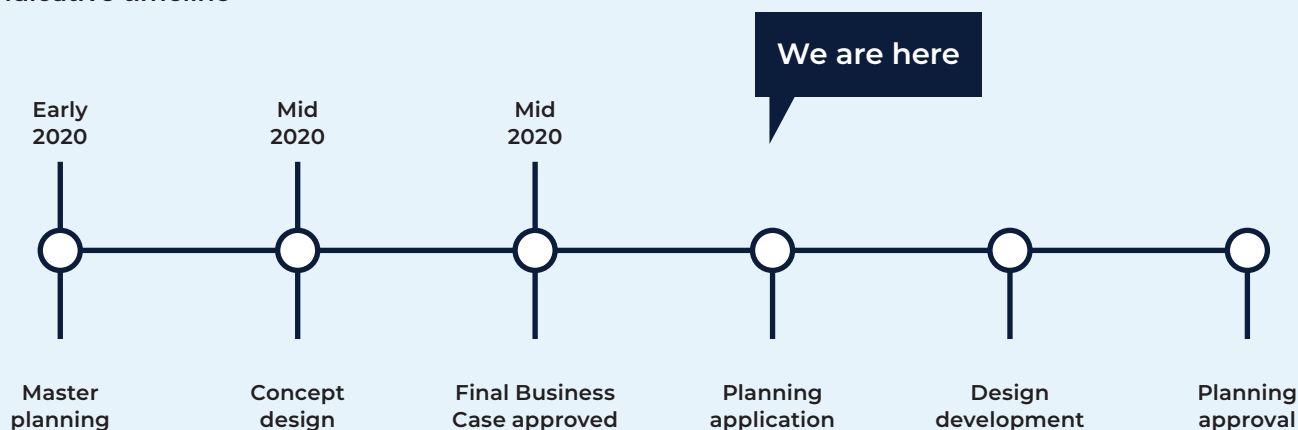 timeline
We are here
Early
2020
Mid
2020
Mid
2020
Master
planning
Concept
design
Final Business
Case approved
Planning
application
Design
development
Planning
approval